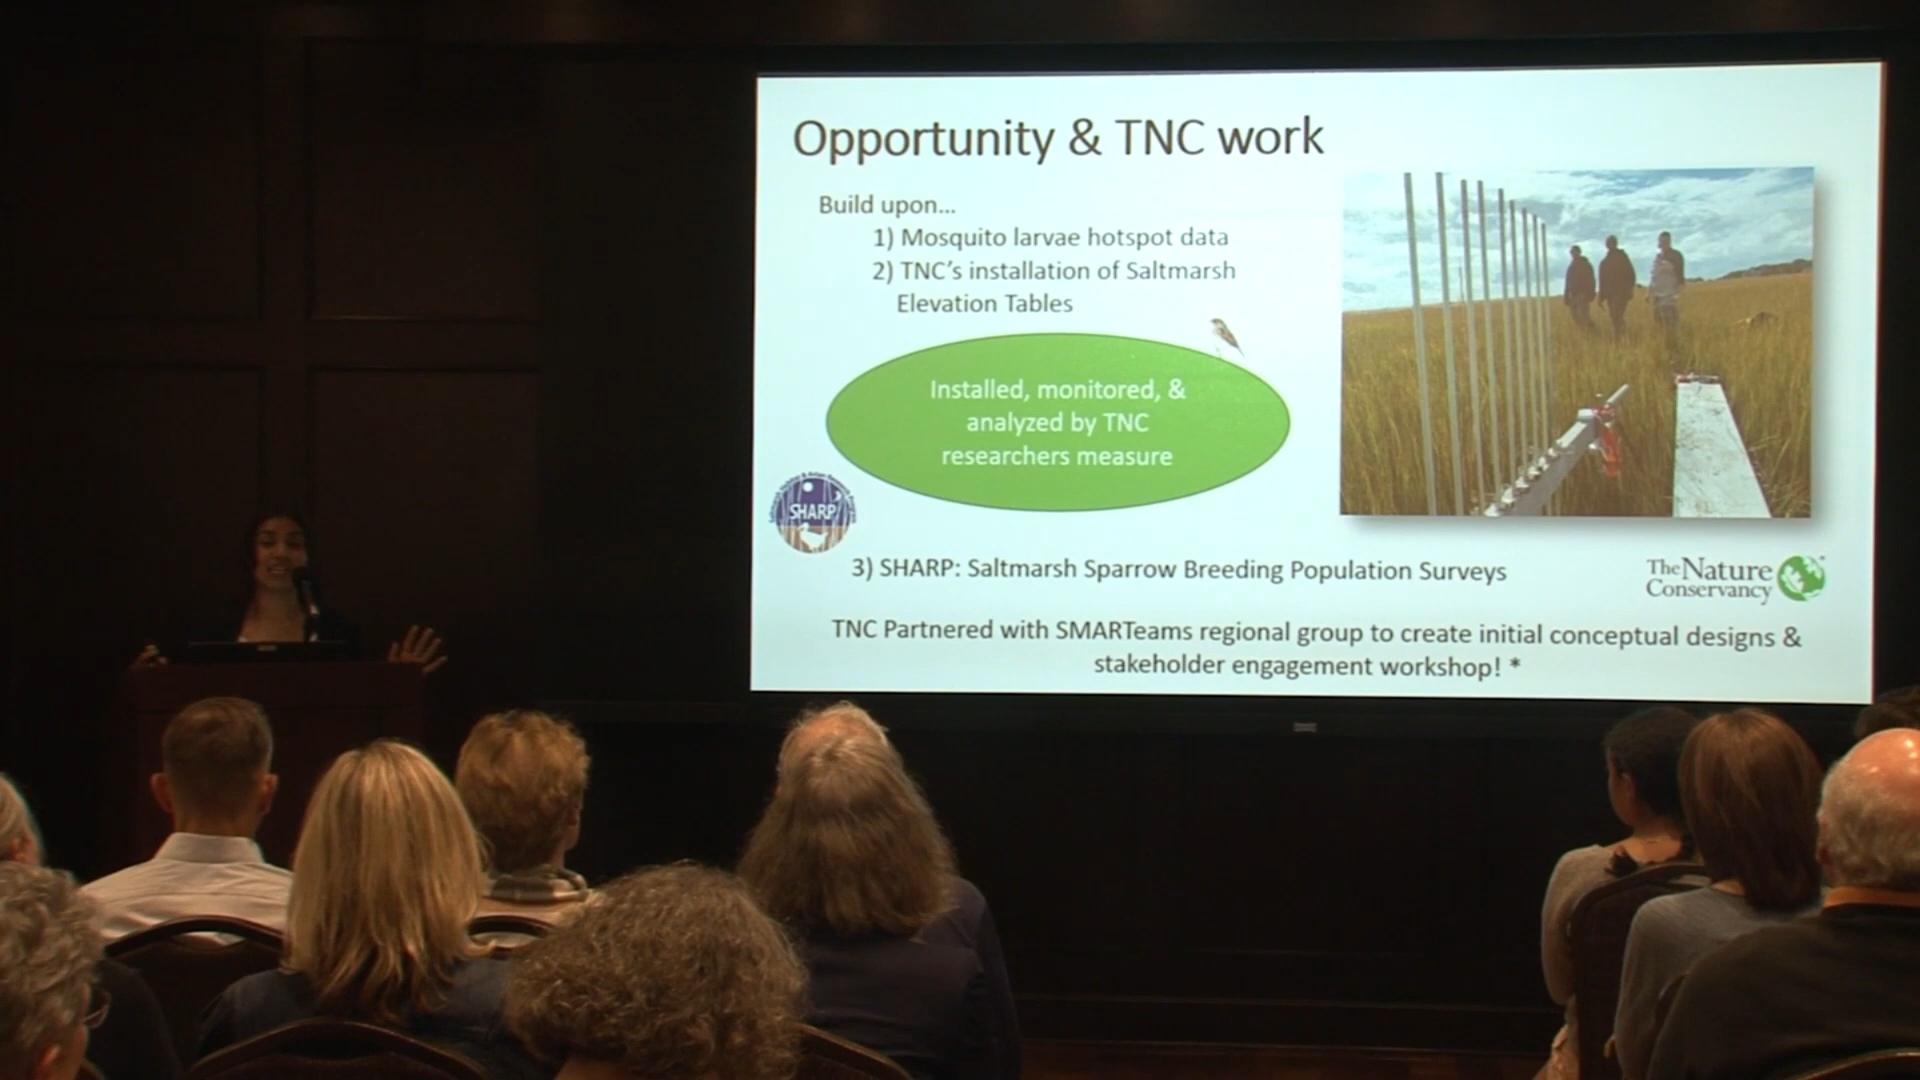 Opportunity & TNC work
Build upon...
1) Mosquito larvae hotspot data
2) TNC's installation of Saltmarsh
Elevation Tables
Installed, monitored, &
analyzed by TNC
researchers measure
SHARP
3) SHARP: Saltmarsh Sparrow Breeding Population Surveys
The Nature
Conservancy
TNC Partnered with SMARTeams regional group to create initial conceptual designs &
stakeholder engagement workshop! *